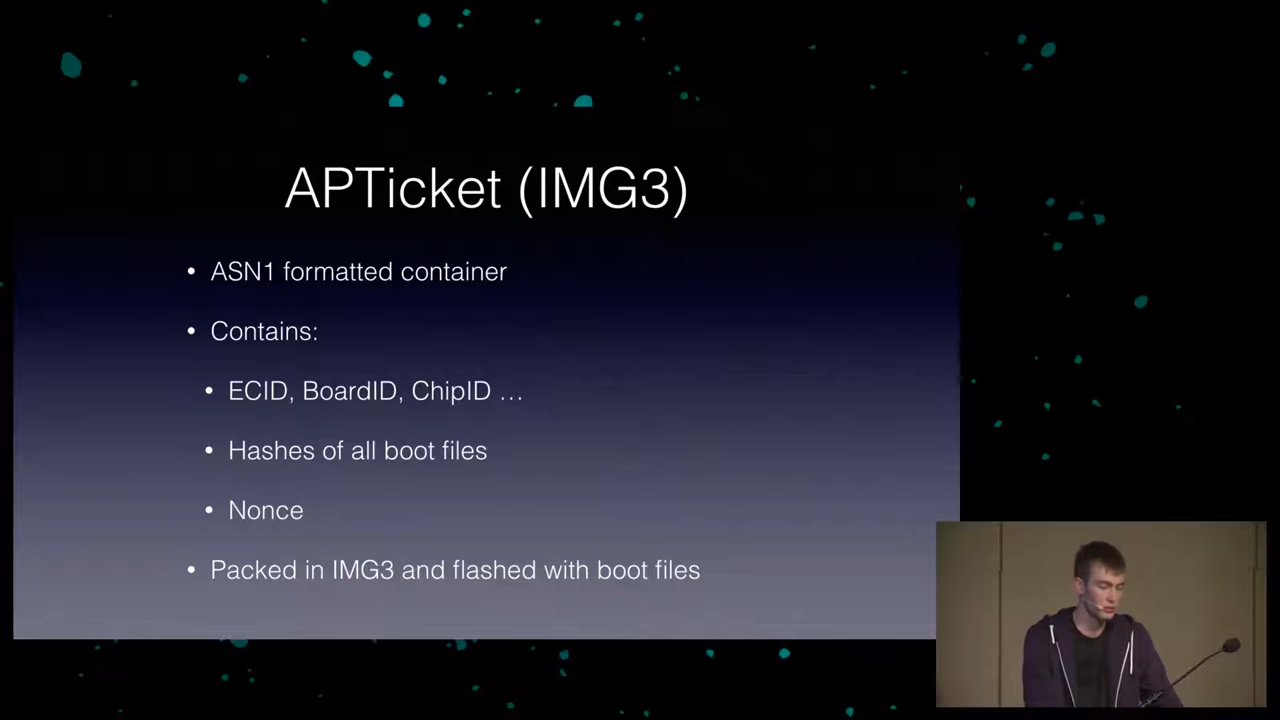 APTicket (IMG3)
• ASN1 formatted container
• Contains:
• ECID, BoardID, ChipID …
• Hashes of all boot files
• Nonce
• Packed in IMG3 and flashed with boot files